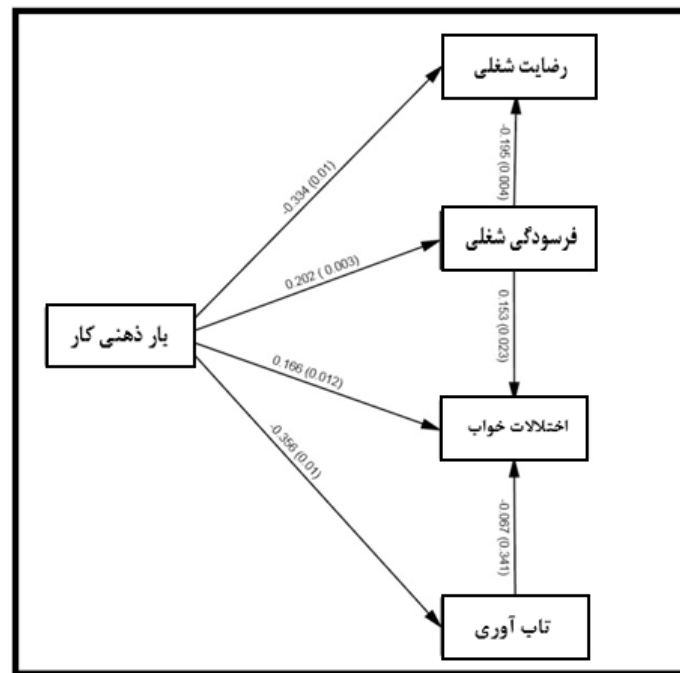 رضایت شغلی
-0.334 (0.01)
-0.195 (0.004)
فرسودگی شغلی
0.202 ( 0.003)
بار ذهنی کار
0.153 (0.023)
0.166 (0.012)
اختلالات خواب
-0.356 (0.01)
-0.067 (0.341)
تاب آوری